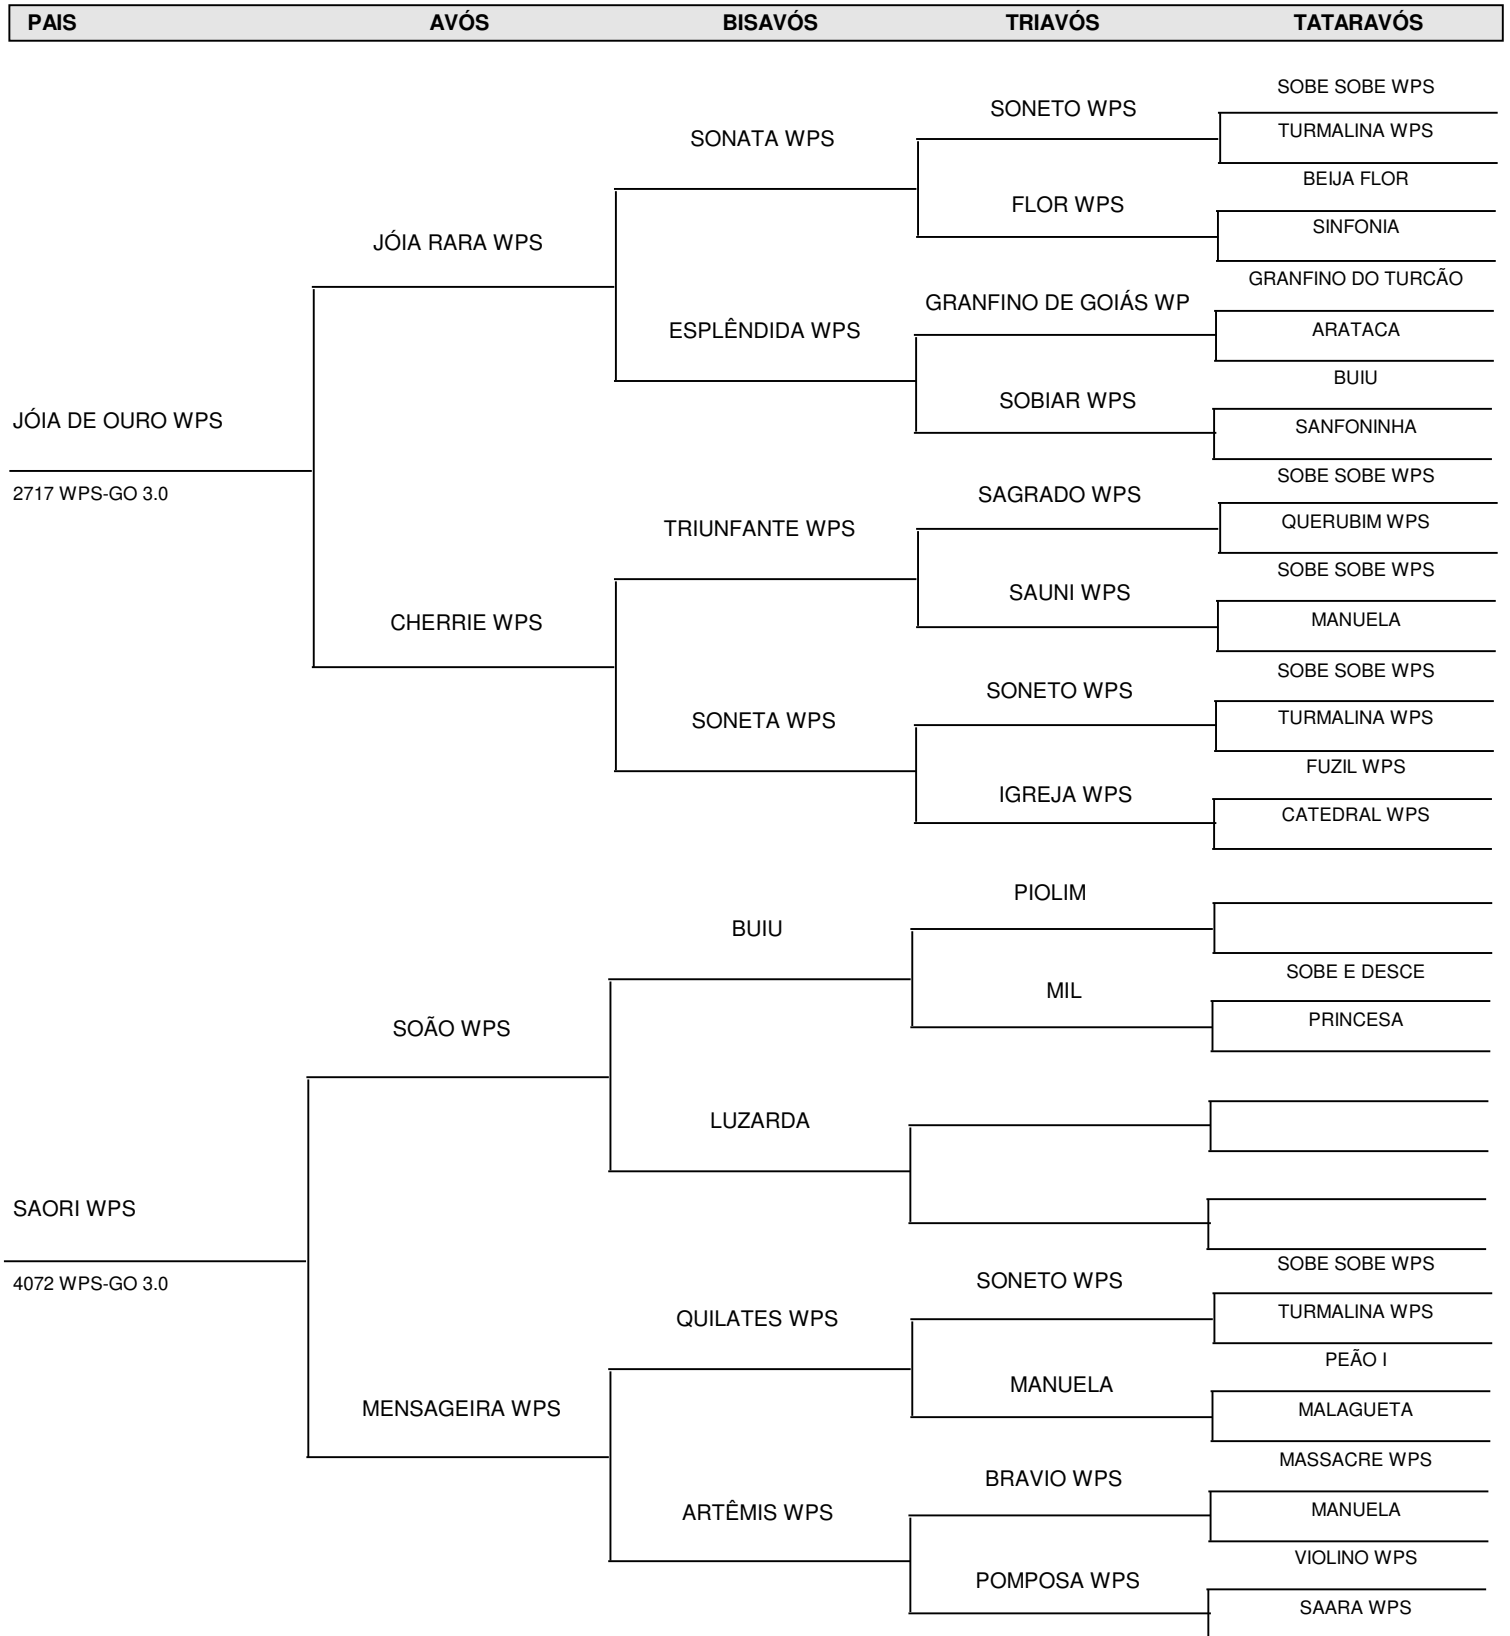 PAIS AVÓS BISAVÓS TRIAVÓS TATARAVÓS
SOBE SOBE WPS
SONETO WPS
TURMALINA WPS
SONATA WPS
BEIJA FLOR
FLOR WPS
SINFONIA
JÓIA RARA WPS
GRANFINO DO TURCÃO
GRANFINO DE GOIÁS WP
ESPLÊNDIDA WPS
ARATACA
BUIU
SOBIAR WPS
JÓIA DE OURO WPS
SANFONINHA
SOBE SOBE WPS
2717 WPS-GO 3.0
SAGRADO WPS
QUERUBIM WPS
TRIUNFANTE WPS
SOBE SOBE WPS
SAUNI WPS
CHERRIE WPS
MANUELA
SOBE SOBE WPS
SONETO WPS
SONETA WPS
TURMALINA WPS
FUZIL WPS
IGREJA WPS
CATEDRAL WPS
PIOLIM
BUIU
SOBE E DESCE
MIL
SOÃO WPS
PRINCESA
LUZARDA
SAORI WPS
SOBE SOBE WPS
4072 WPS-GO 3.0
SONETO WPS
QUILATES WPS
TURMALINA WPS
PEÃO I
MANUELA
MENSAGEIRA WPS
MALAGUETA
MASSACRE WPS
BRAVIO WPS
ARTÊMIS WPS
MANUELA
VIOLINO WPS
POMPOSA WPS
SAARA WPS